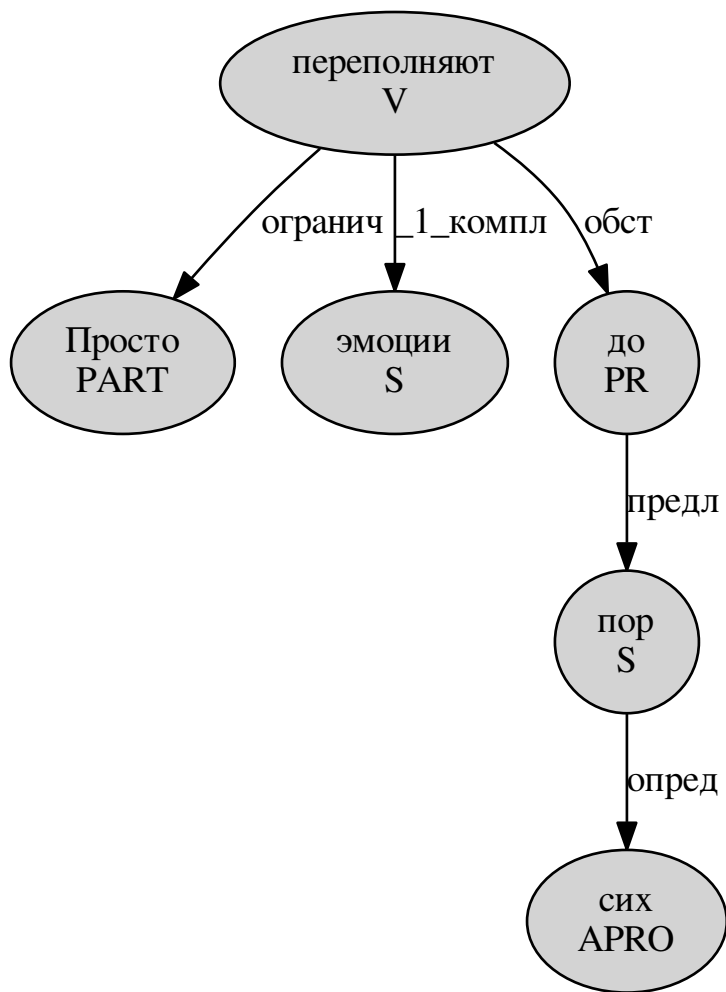 переполняют
V
огранич
_1_компл
обст
Просто
PART
эмоции
S
до
PR
предл
пор
S
опред
сих
APRO